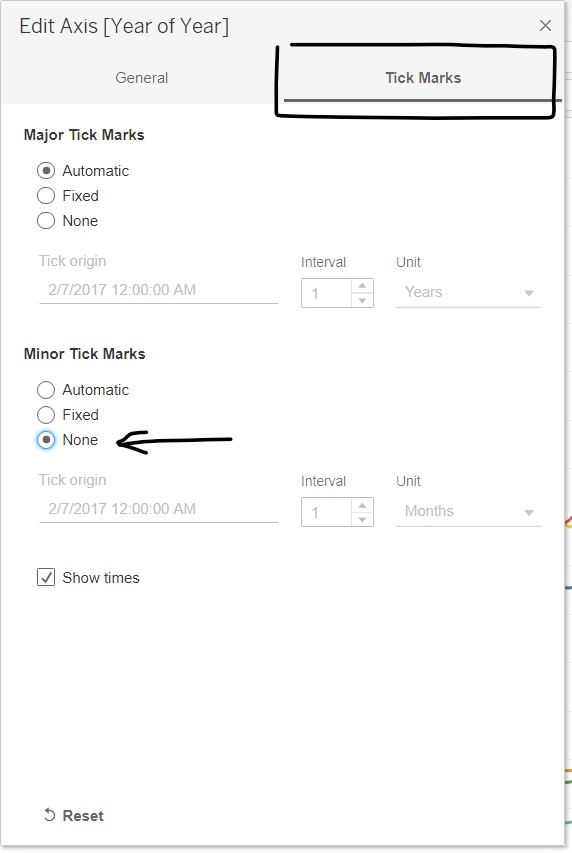 Edit Axis [Year of Year]
General
Tick Marks
Major Tick Marks
Automatic
Fixed
None
Tick origin Interval Unit
2/7/2017 12:00:00 AM 1 Years
Minor Tick Marks
Automatic
Fixed
None
Tick origin Interval Unit
2/7/2017 12:00:00 AM 1 Months
Show times
Reset